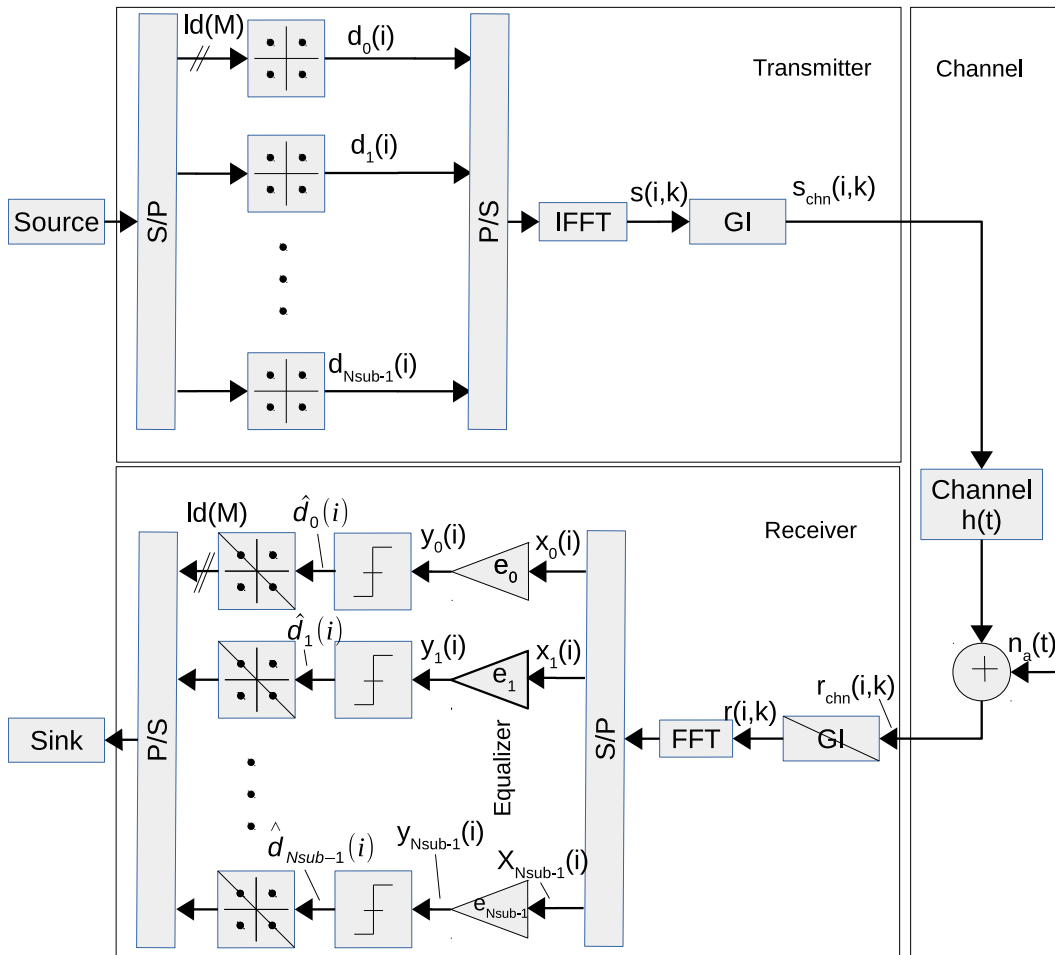 ld(M)
d0(i)
Transmitter
Channel
d1(i)
Source
S/P
P/S
IFFT
s(i,k)
GI
schn(i,k)
dNsub-1(i)
Channel
h(t)
na(t)
Receiver
ld(M)
d̂0(i)
y0(i)
e0
x0(i)
d̂1(i)
y1(i)
e1
x1(i)
rchn(i,k)
r(i,k)
GI
FFT
S/P
Equalizer
P/S
Sink
d̂Nsub−1(i)
yNsub-1(i)
XNsub-1(i)
eNsub-1